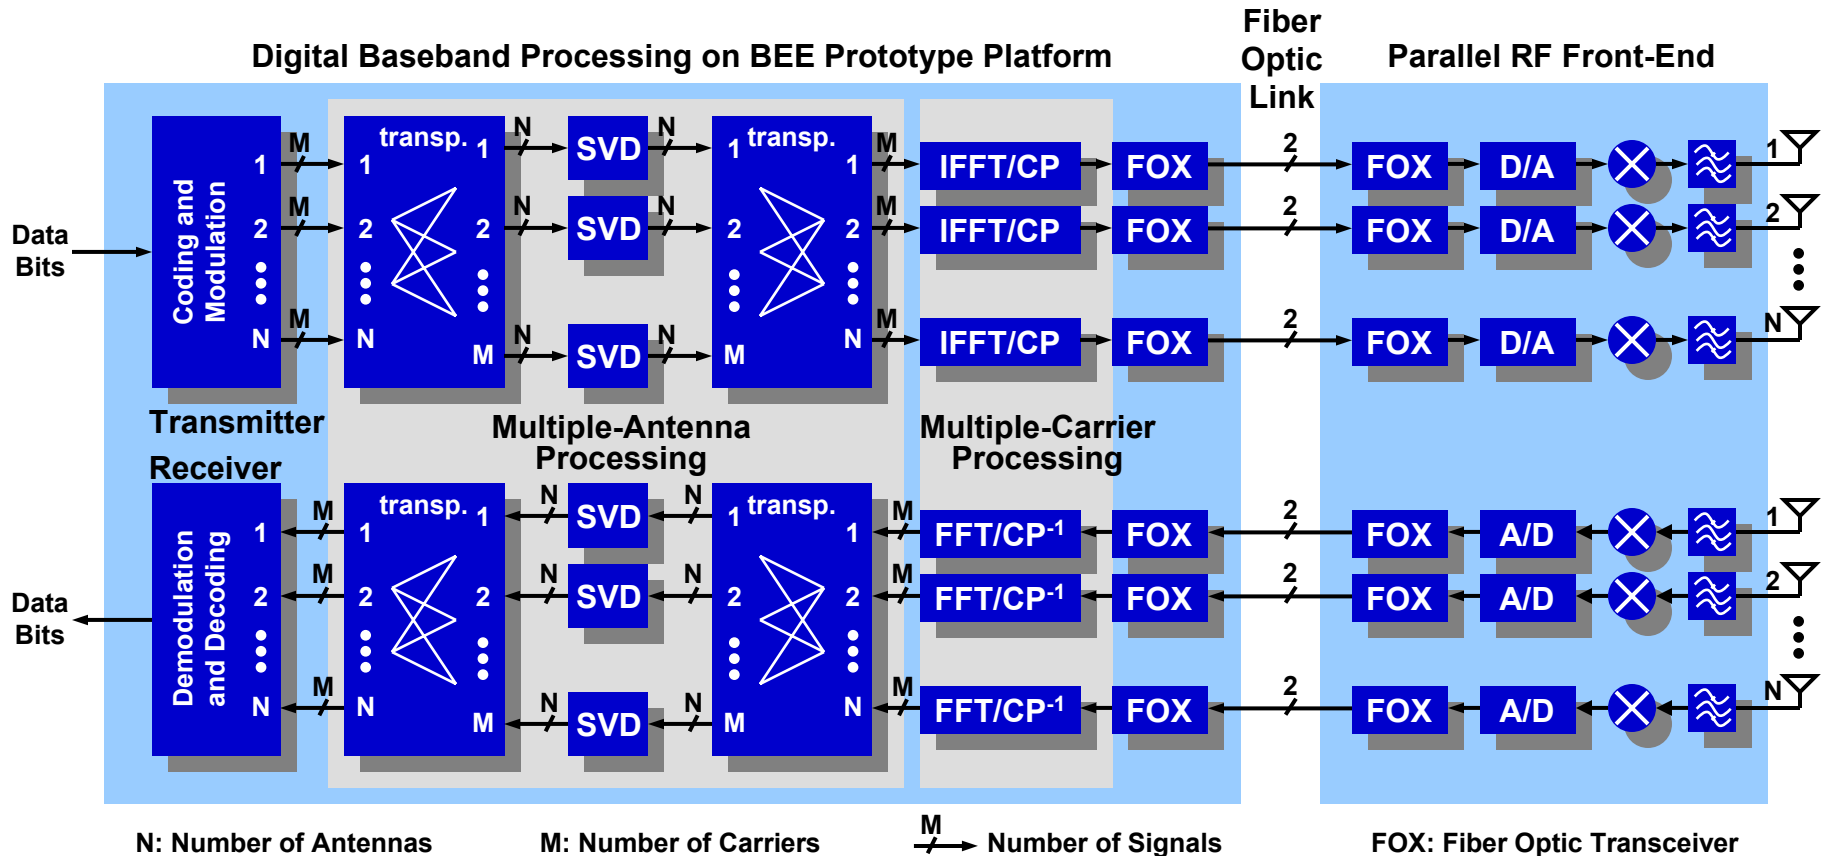 Digital Baseband Processing on BEE Prototype Platform
Fiber
Optic
Link
Parallel RF Front-End
Data
Bits
Coding and
Modulation
1
2
N
M
M
M
transp.
1
2
N
1
2
M
N
N
N
SVD
SVD
SVD
N
N
N
transp.
1
2
M
1
2
N
M
M
M
IFFT/CP
IFFT/CP
IFFT/CP
FOX
FOX
FOX
2
2
2
FOX
FOX
FOX
D/A
D/A
D/A
1
2
N
Transmitter
Receiver
Multiple-Antenna
Processing
Multiple-Carrier
Processing
Data
Bits
Demodulation
and Decoding
1
2
N
M
M
M
transp.
1
2
N
1
2
M
N
N
N
SVD
SVD
SVD
N
N
N
transp.
1
2
M
1
2
N
M
M
M
FFT/CP-1
FFT/CP-1
FFT/CP-1
FOX
FOX
FOX
2
2
2
FOX
FOX
FOX
A/D
A/D
A/D
1
2
N
N: Number of Antennas
M: Number of Carriers
M
Number of Signals
FOX: Fiber Optic Transceiver